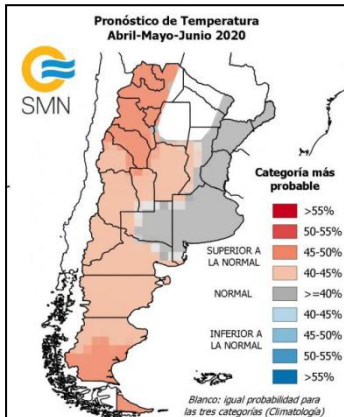 Pronóstico de Temperatura
Abril-Mayo-Junio 2020
SMN
Categoría más
probable
>55%
50-55%
SUPERIOR A
LA NORMAL
45-50%
40-45%
NORMAL
>=40%
40-45%
INFERIOR A
LA NORMAL
45-50%
50-55%
>55%
Blanco: igual probabilidad para
las tres categorías (Climatología)